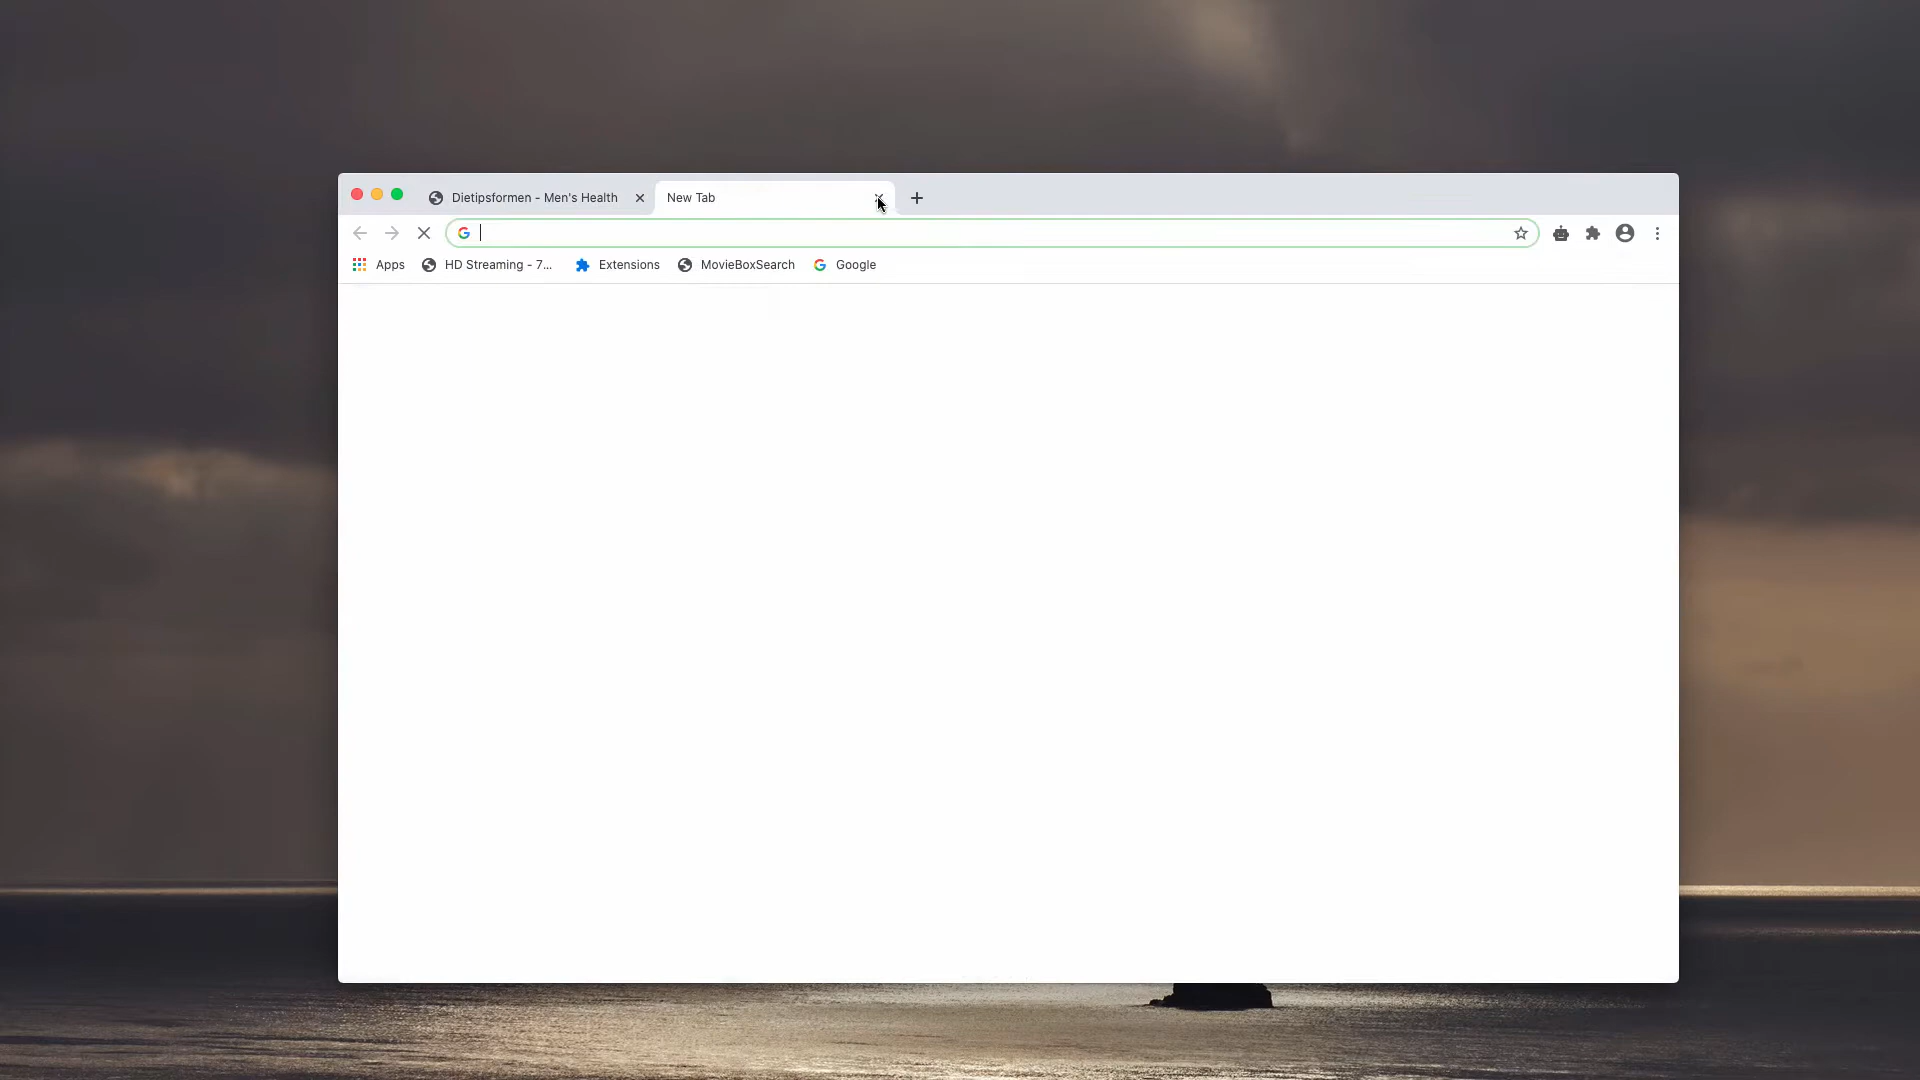 Dietipsformen - Men's Health
New Tab
Apps
HD Streaming - 7...
Extensions
MovieBoxSearch
Google